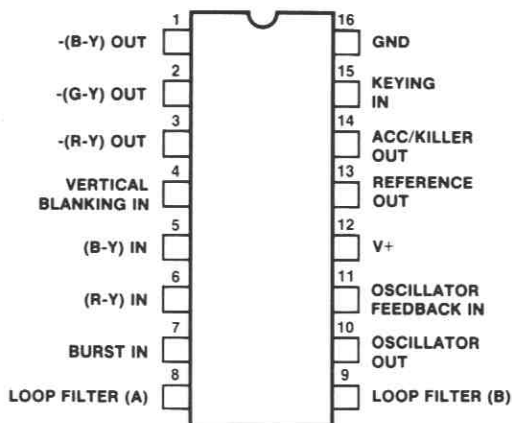 1
-(B-Y) OUT
2
-(G-Y) OUT
3
-(R-Y) OUT
4
VERTICAL
BLANKING IN
5
(B-Y) IN
6
(R-Y) IN
7
BURST IN
8
LOOP FILTER (A)
16
GND
15
KEYING
IN
14
ACC/KILLER
OUT
13
REFERENCE
OUT
12
V+
11
OSCILLATOR
FEEDBACK IN
10
OSCILLATOR
OUT
9
LOOP FILTER (B)